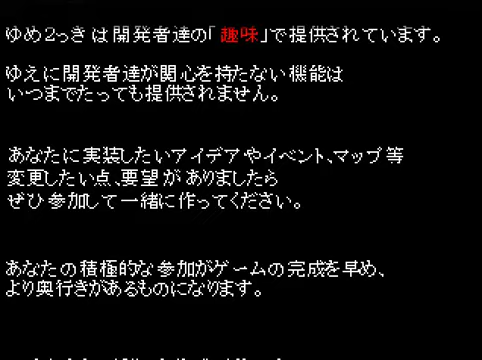 ゆめ2っきは開発者達の「趣味」で提供されています。
ゆえに開発者達が関心を持たない機能は
いつまでたっても提供されません。
あなたに実装したいアイデアやイベント、マップ等
変更したい点、要望がありましたら
ぜひ参加して一緒に作ってください。
あなたの積極的な参加がゲームの完成を早め、
より奥行きがあるものになります。